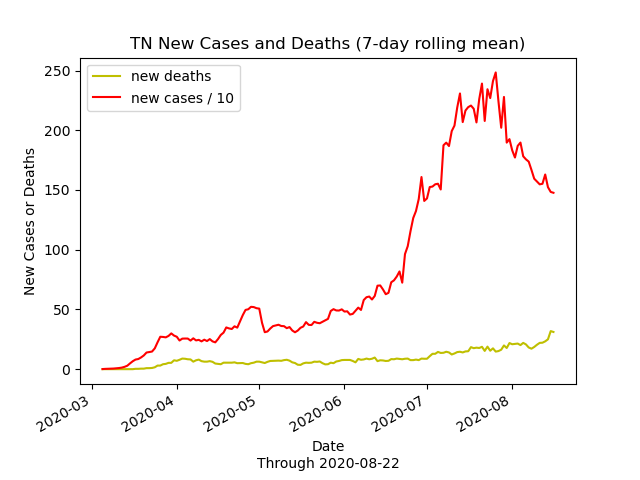 TN New Cases and Deaths (7-day rolling mean)
new deaths
new cases / 10
New Cases or Deaths
250
200
150
100
50
0
2020-03
2020-04
2020-05
2020-06
2020-07
2020-08
Date
Through 2020-08-22